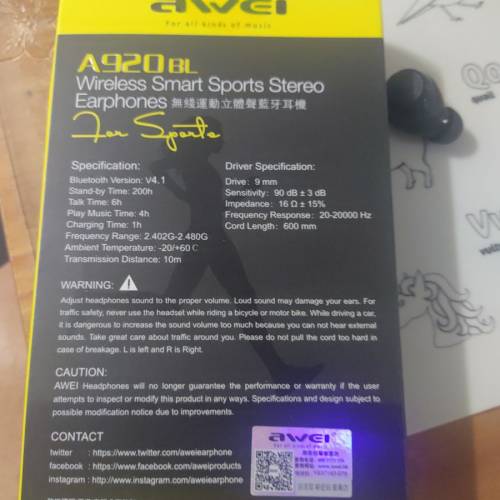 awei
For all kinds of music
A920BL
Wireless Smart Sports Stereo
Earphones 無綫運動立體聲藍牙耳機
For Sports
Specification:
Bluetooth Version: V4.1
Stand-by Time: 200h
Talk Time: 6h
Play Music Time: 4h
Charging Time: 1h
Frequency Range: 2.402G-2.480G
Ambient Temperature: -20/+60℃
Transmission Distance: 10m
Driver Specification:
Drive: 9 mm
Sensitivity: 90 dB ± 3 dB
Impedance: 16 Ω ± 15%
Frequency Response: 20-20000 Hz
Cord Length: 600 mm
WARNING:
Adjust headphones sound to the proper volume. Loud sound may damage your ears. For
traffic safety, never use the headset while riding a bicycle or motor bike. While driving a car,
it is dangerous to increase the sound volume too much because you can not hear external
sounds. Take great care about traffic around you. Please do not pull the cord too hard in
case of breakage. L is left and R is Right.
CAUTION:
AWEI Headphones will no longer guarantee the performance or warranty if the user
attempts to inspect or modify this product in any ways. Specifications and design subject to
possible modification notice due to improvements.
CONTACT
twitter : https://www.twitter.com/aweiearphone
facebook : https://www.facebook.com/aweiproducts
instagram : http://www.instagram.com/aweiearphone
awei